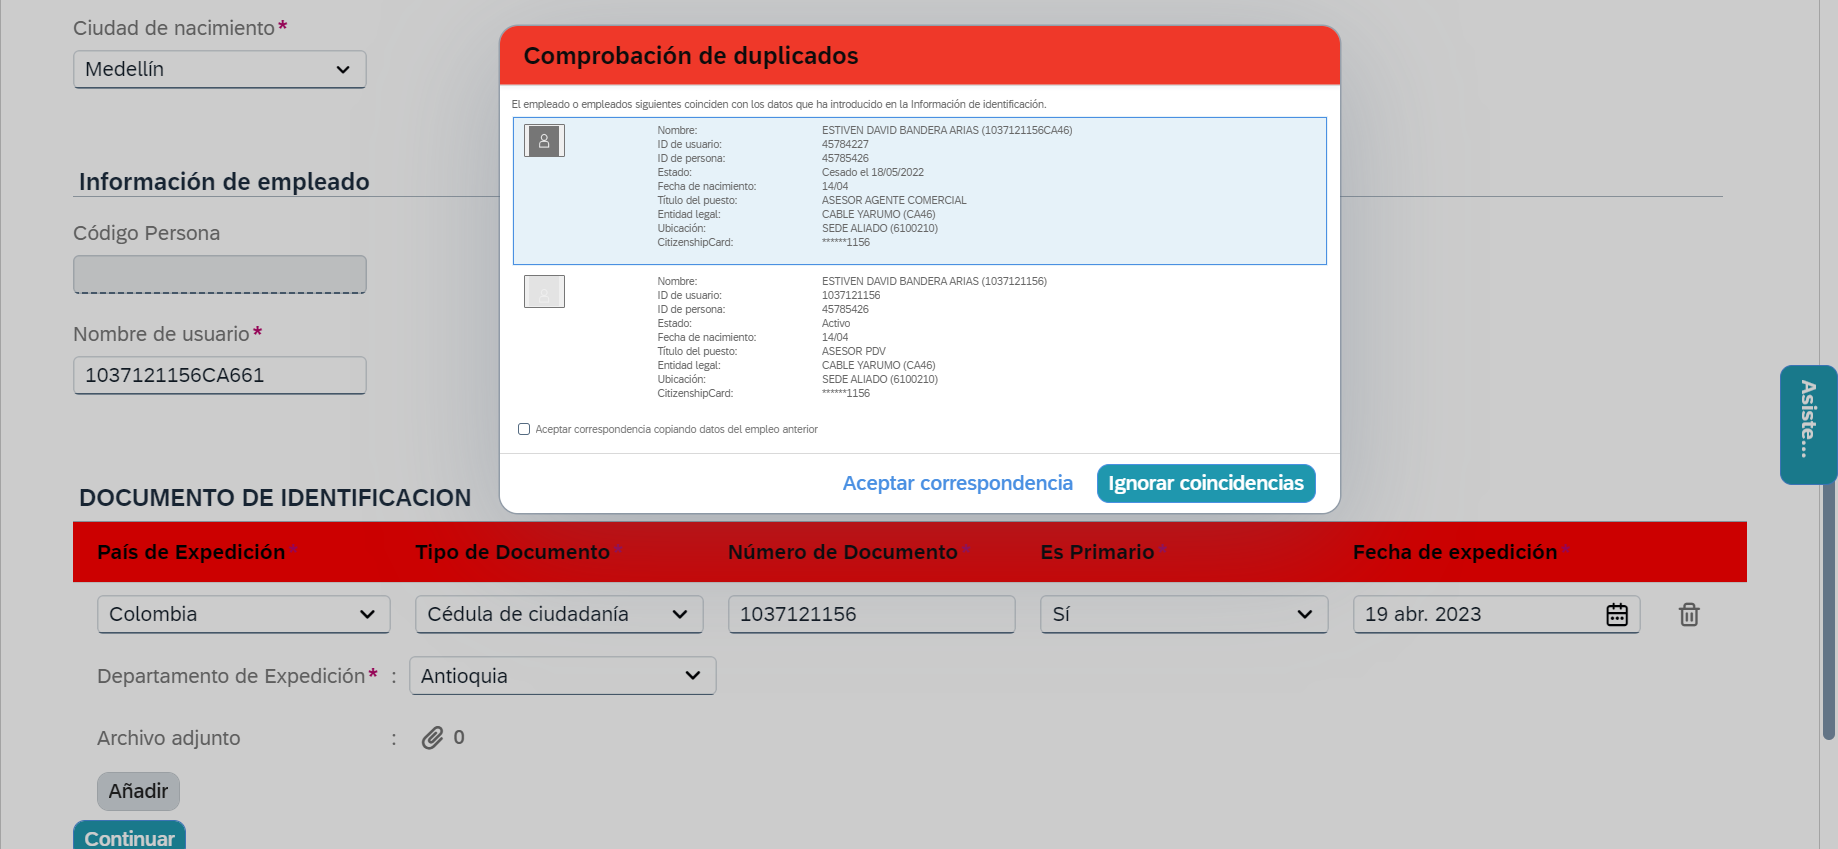 Ciudad de nacimiento*
Medellín
Información de empleado
Código Persona
Nombre de usuario*
1037121156CA661
Comprobación de duplicados
El empleado o empleados siguientes coinciden con los datos que ha introducido en la Información de identificación.
Nombre: ESTIVEN DAVID BANDERA ARIAS (1037121156CA46)
ID de usuario: 45784227
ID de persona: 45785426
Estado: Cesado el 18/05/2022
Fecha de nacimiento: 14/04
Título del puesto: ASESOR AGENTE COMERCIAL
Entidad legal: CABLE YARUMO (CA46)
Ubicación: SEDE ALIADO (6100210)
CitizenshipCard: ******1156
Nombre: ESTIVEN DAVID BANDERA ARIAS (1037121156)
ID de usuario: 1037121156
ID de persona: 45785426
Estado: Activo
Fecha de nacimiento: 14/04
Título del puesto: ASESOR PDV
Entidad legal: CABLE YARUMO (CA46)
Ubicación: SEDE ALIADO (6100210)
CitizenshipCard: ******1156
Aceptar correspondencia copiando datos del empleo anterior
Aceptar correspondencia Ignorar coincidencias
Asiste...
DOCUMENTO DE IDENTIFICACION
País de Expedición* Tipo de Documento* Número de Documento* Es Primario* Fecha de expedición*
Colombia Cédula de ciudadanía 1037121156 Sí 19 abr. 2023
Departamento de Expedición* : Antioquia
Archivo adjunto : 0
Añadir
Continuar